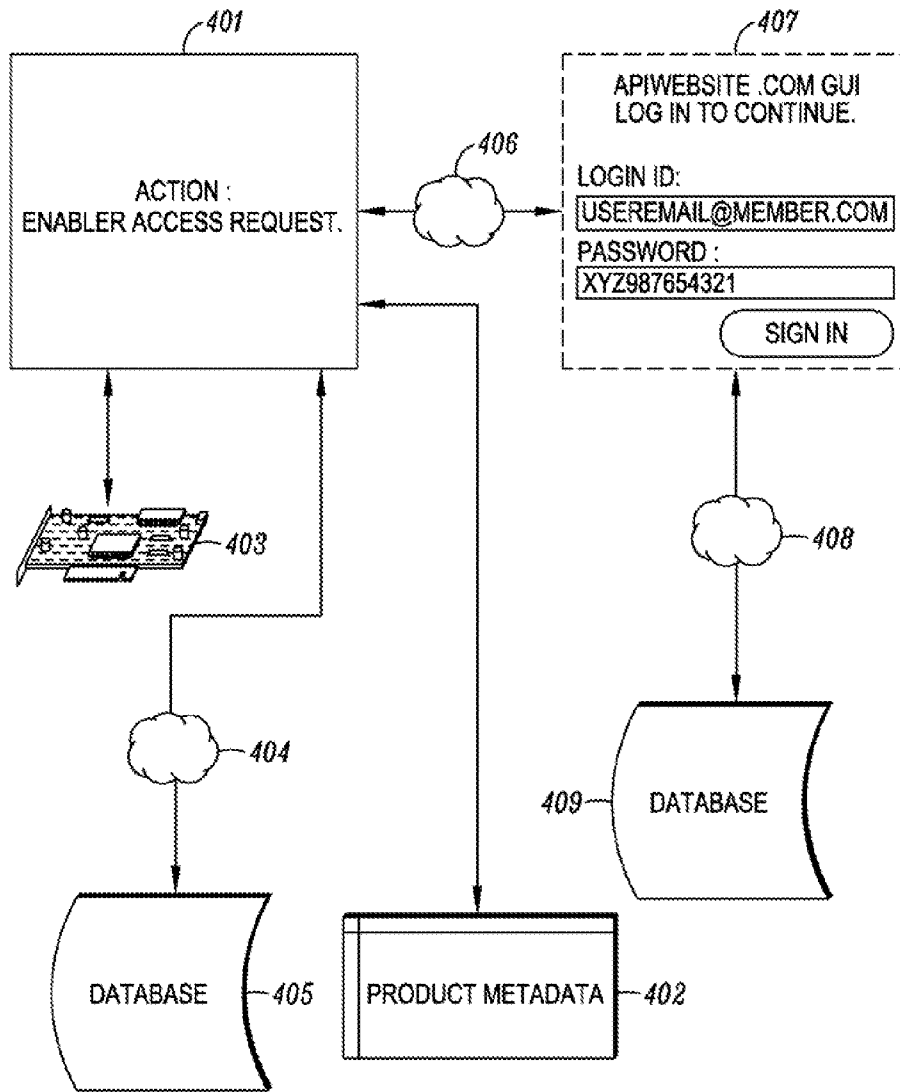 401
407
ACTION :
ENABLER ACCESS REQUEST.
406
APIWEBSITE .COM GUI
LOG IN TO CONTINUE.
LOGIN ID:
USEREMAIL@MEMBER.COM
PASSWORD :
XYZ987654321
SIGN IN
403
408
404
409
DATABASE
DATABASE
405
PRODUCT METADATA
402